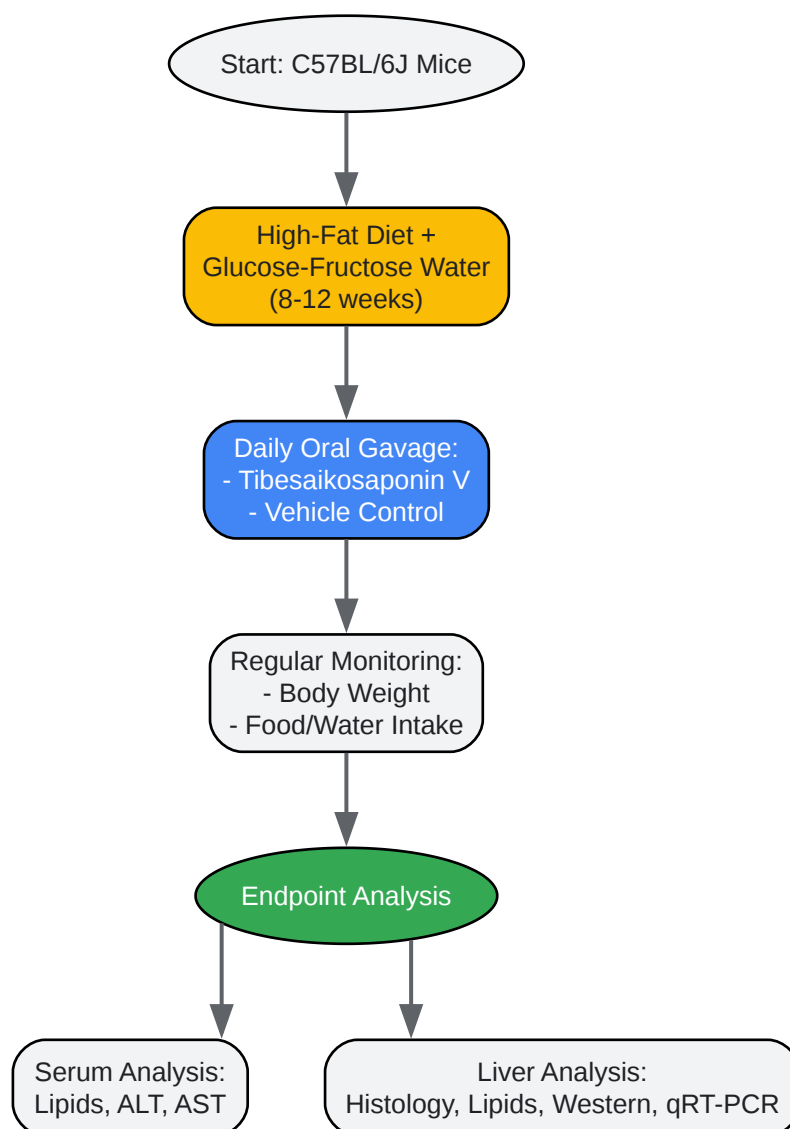 Start: C57BL/6J Mice
High-Fat Diet +
Glucose-Fructose Water
(8-12 weeks)
Daily Oral Gavage:
- Tibesaikosaponin V
- Vehicle Control
Regular Monitoring:
- Body Weight
- Food/Water Intake
Endpoint Analysis
Serum Analysis:
Lipids, ALT, AST
Liver Analysis:
Histology, Lipids, Western, qRT-PCR